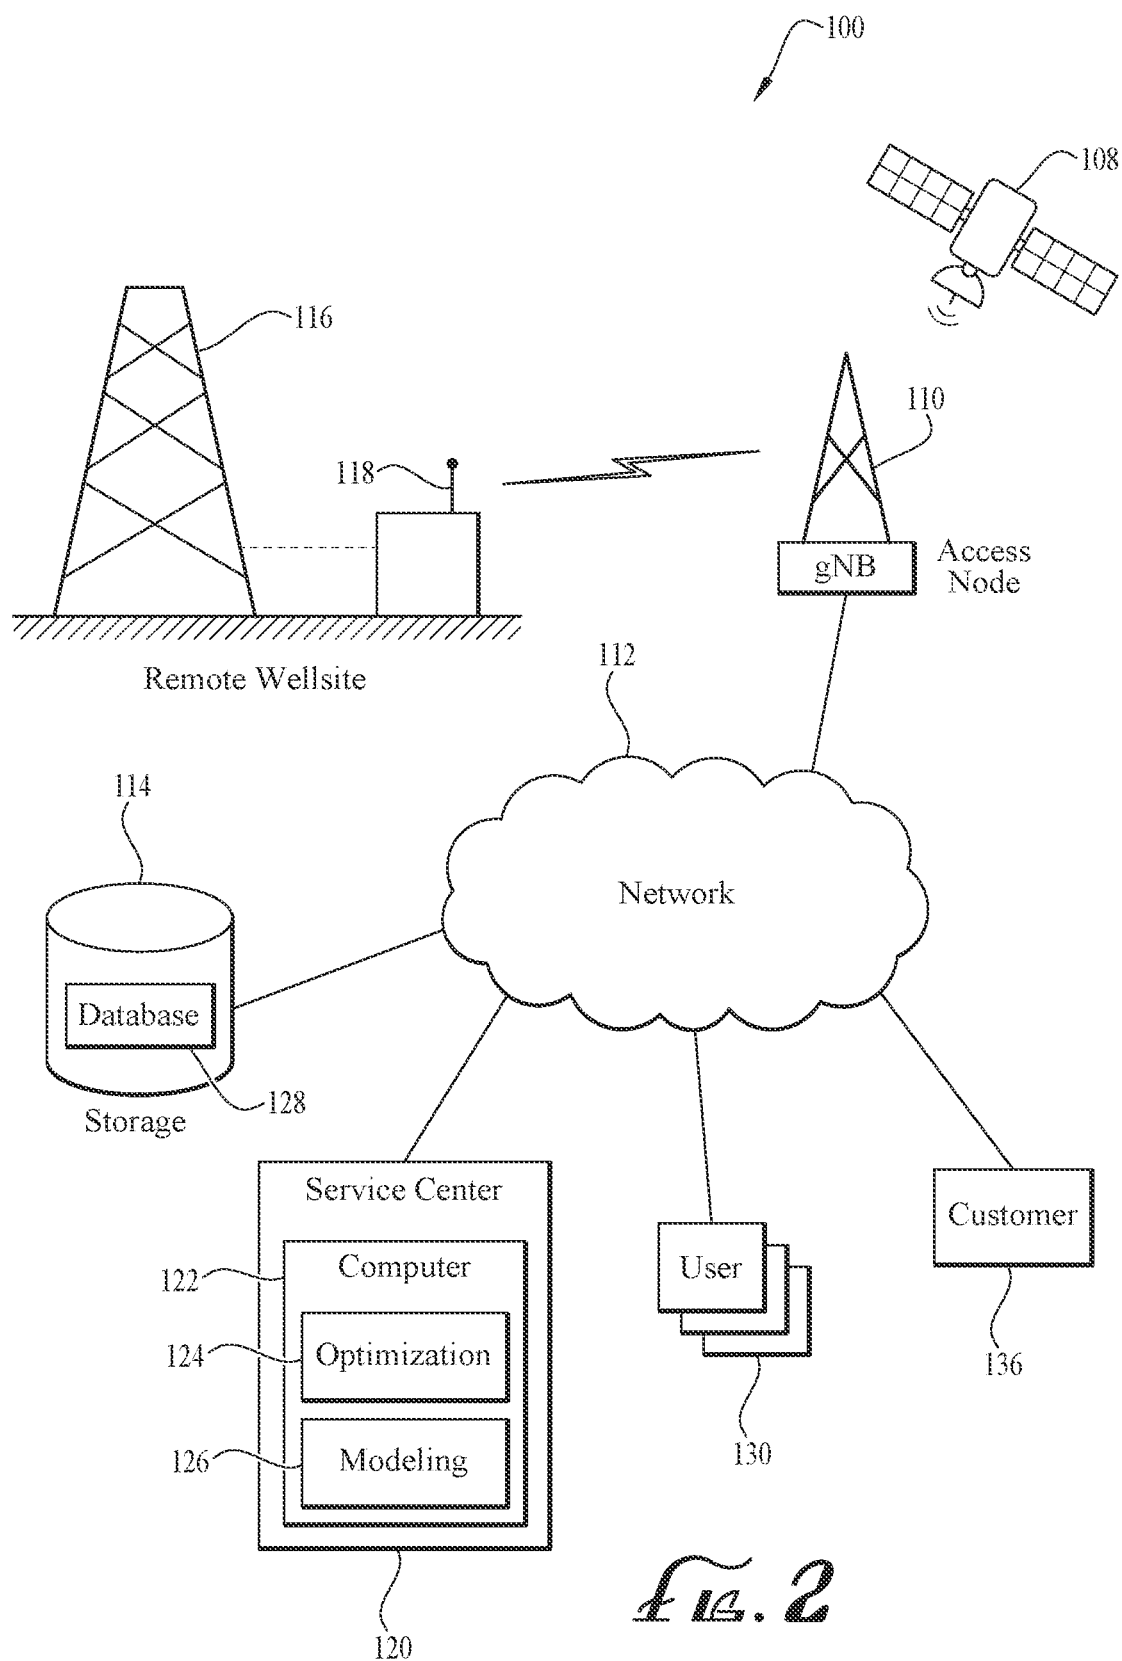 100
108
116
110
118
gNB
Access
Node
Remote Wellsite
112
114
Network
Database
128
Storage
Service Center
Computer
122
Optimization
124
Modeling
126
120
User
130
Customer
136
FIG. 2